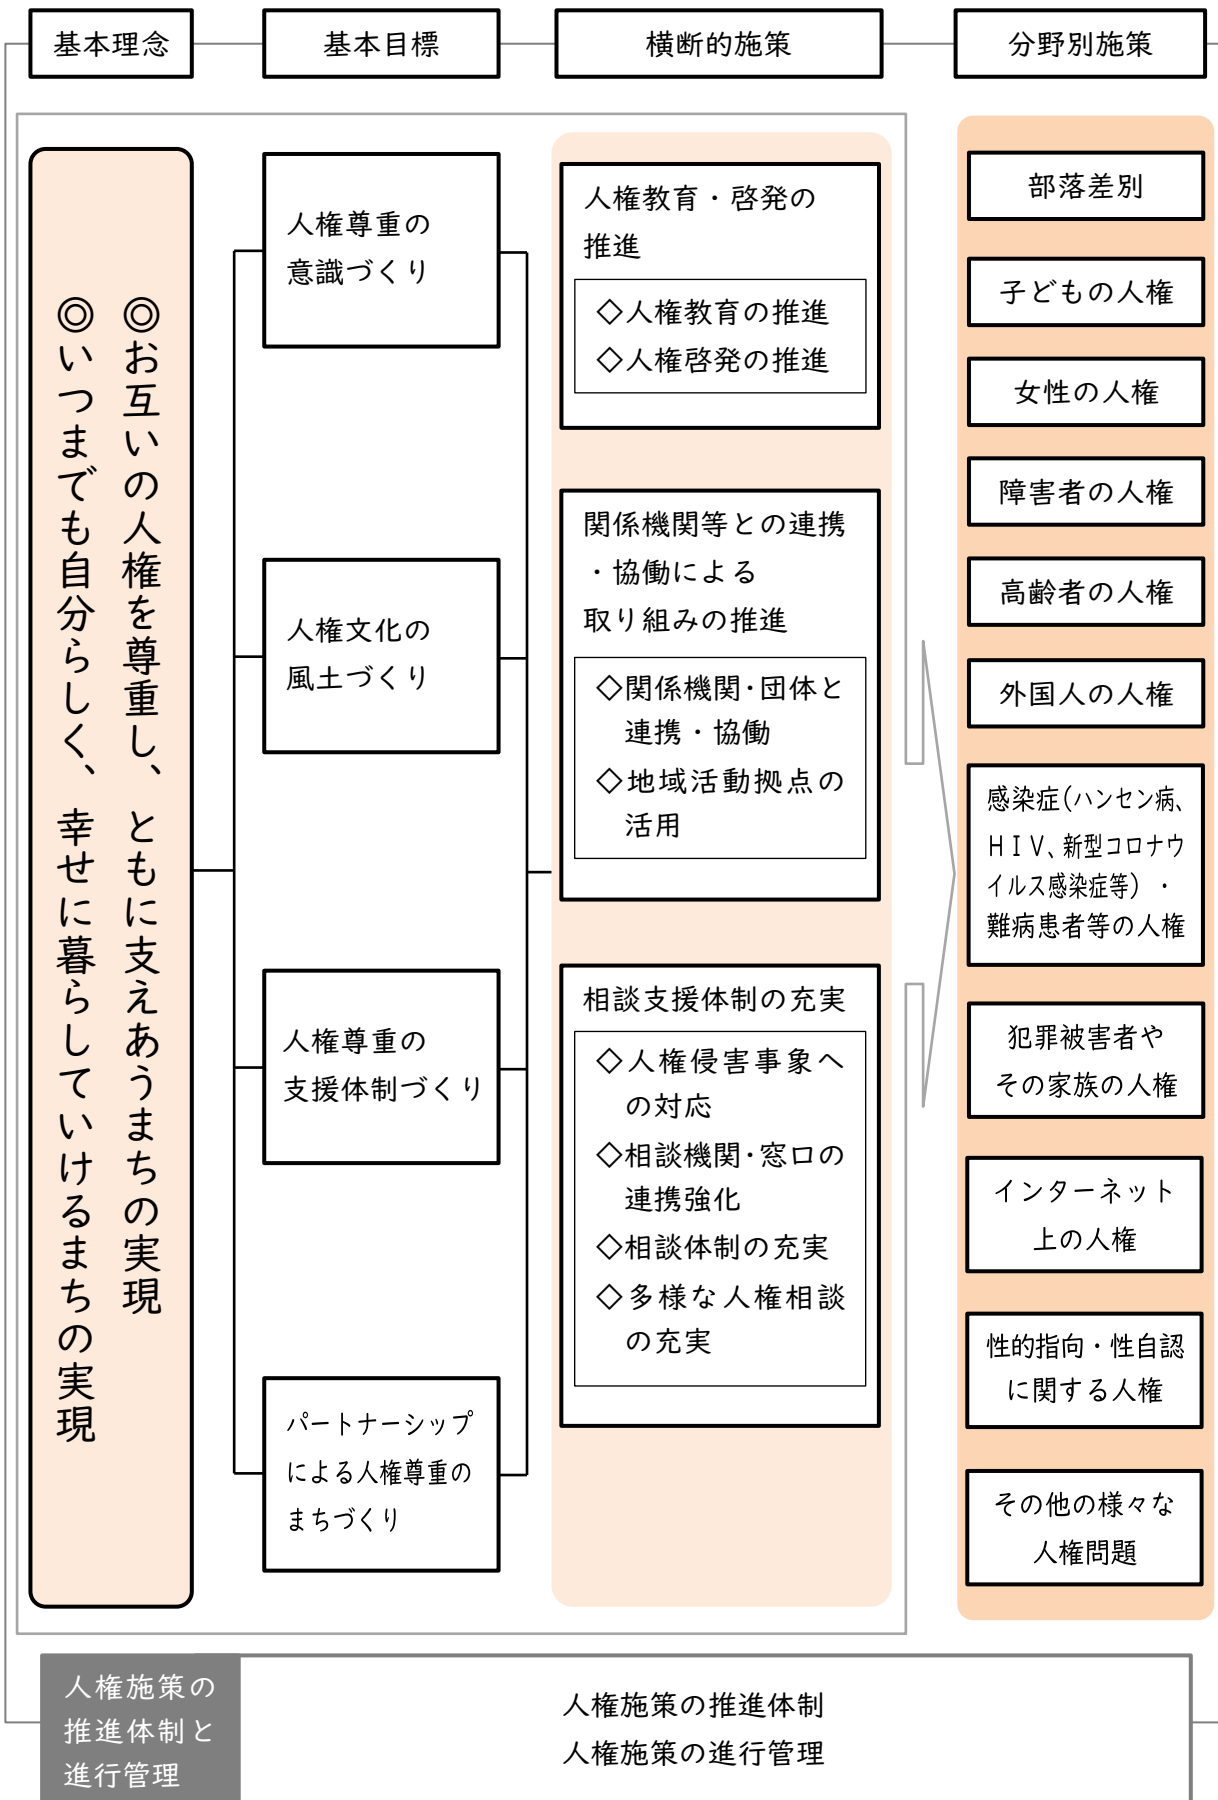 基本理念
基本目標
横断的施策
分野別施策
◎お互いの人権を尊重し、ともに支えあうまちの実現
◎いつまでも自分らしく、幸せに暮らしていけるまちの実現
人権尊重の
意識づくり
人権文化の
風土づくり
人権尊重の
支援体制づくり
パートナーシップ
による人権尊重の
まちづくり
人権教育・啓発の
推進
◇人権教育の推進
◇人権啓発の推進
関係機関等との連携
・協働による
取り組みの推進
◇関係機関・団体と
連携・協働
◇地域活動拠点の
活用
相談支援体制の充実
◇人権侵害事象へ
の対応
◇相談機関・窓口の
連携強化
◇相談体制の充実
◇多様な人権相談
の充実
部落差別
子どもの人権
女性の人権
障害者の人権
高齢者の人権
外国人の人権
感染症(ハンセン病、
ＨＩＶ、新型コロナウ
イルス感染症等)・
難病患者等の人権
犯罪被害者や
その家族の人権
インターネット
上の人権
性的指向・性自認
に関する人権
その他の様々な
人権問題
人権施策の
推進体制と
進行管理
人権施策の推進体制
人権施策の進行管理